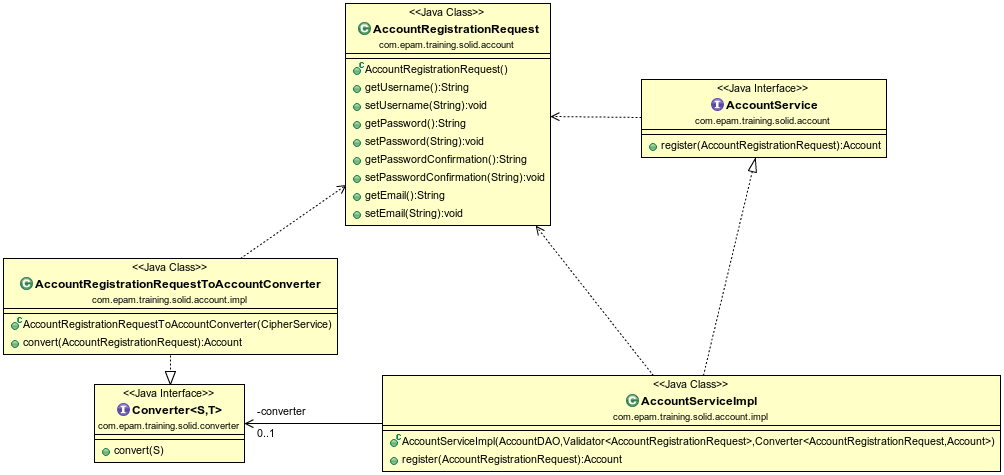 <<Java Class>>
AccountRegistrationRequest
com.epam.training.solid.account
AccountRegistrationRequest()
getUsername():String
setUsername(String):void
getPassword():String
setPassword(String):void
getPasswordConfirmation():String
setPasswordConfirmation(String):void
getEmail():String
setEmail(String):void
<<Java Interface>>
AccountService
com.epam.training.solid.account
register(AccountRegistrationRequest):Account
<<Java Class>>
AccountRegistrationRequestToAccountConverter
com.epam.training.solid.account.impl
AccountRegistrationRequestToAccountConverter(CipherService)
convert(AccountRegistrationRequest):Account
<<Java Interface>>
Converter<S,T>
com.epam.training.solid.converter
convert(S)
-converter
0..1
<<Java Class>>
AccountServiceImpl
com.epam.training.solid.account.impl
AccountServiceImpl(AccountDAO,Validator<AccountRegistrationRequest>,Converter<AccountRegistrationRequest,Account>)
register(AccountRegistrationRequest):Account